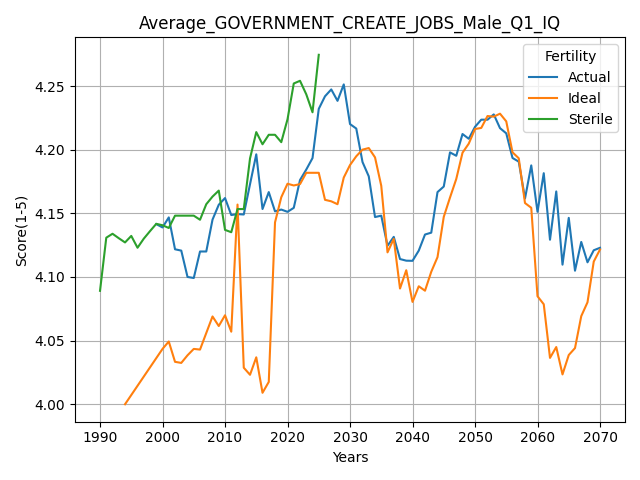 Average_GOVERNMENT_CREATE_JOBS_Male_Q1_IQ
Fertility
Actual
Ideal
Sterile
Score(1-5)
4.25
4.20
4.15
4.10
4.05
4.00
1990 2000 2010 2020 2030 2040 2050 2060 2070
Years